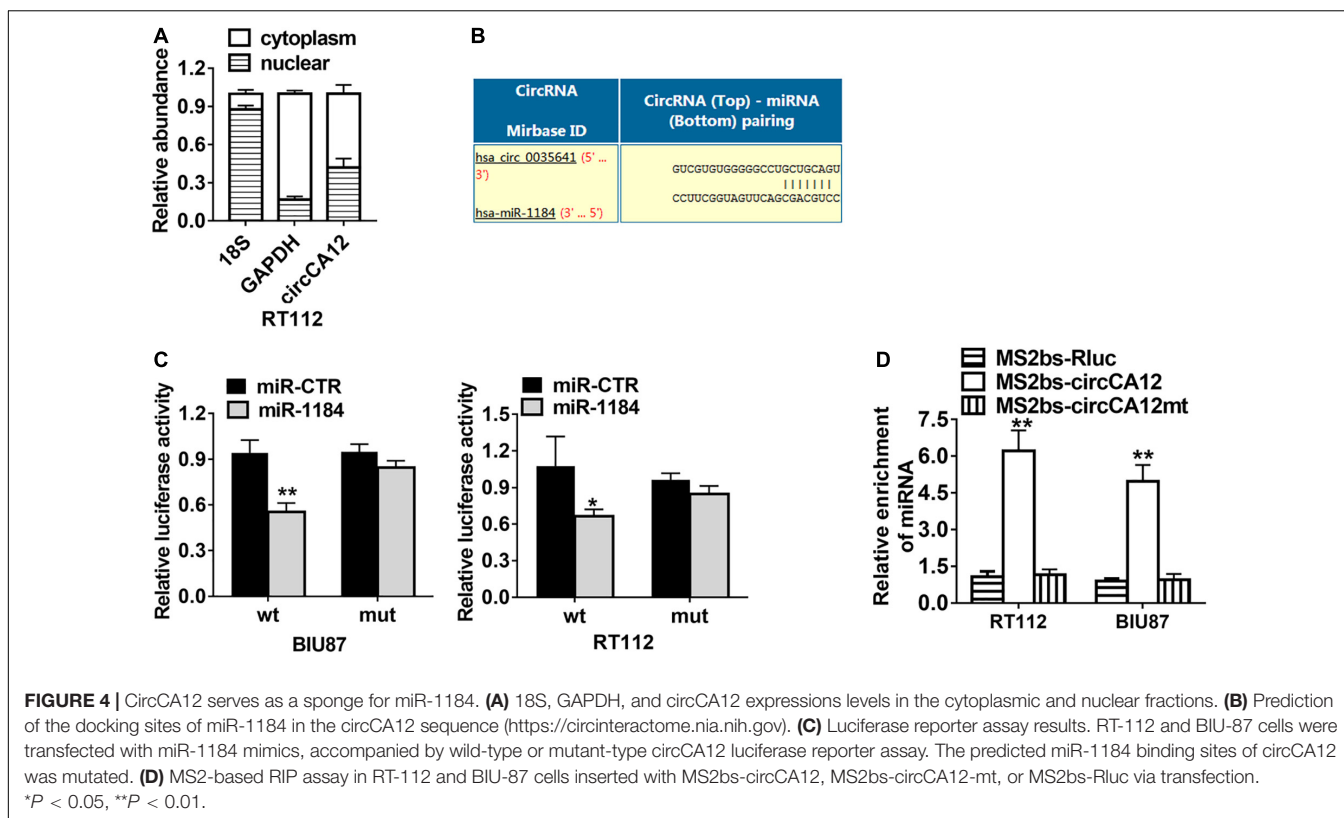 A
cytoplasm
nuclear
Relative abundance
1.2
0.9
0.6
0.3
0.0
18S
GAPDH
circCA12
RT112
B
CircRNA
Mirbase ID
CircRNA (Top) - miRNA
(Bottom) pairing
hsa_circ_0035641 (5' ...
3')
hsa-miR-1184 (3' ... 5')
GUCGUGUGGGGGCCUGCUGCAGU
|||||||
CCUUCGGUAGUUCAGCGACGUCC
C
miR-CTR
miR-1184
Relative luciferase activity
1.2
0.9
0.6
0.3
0.0
**
wt
mut
BIU87
miR-CTR
miR-1184
Relative luciferase activity
1.5
1.2
0.9
0.6
0.3
0.0
*
wt
mut
RT112
D
MS2bs-Rluc
MS2bs-circCA12
MS2bs-circCA12mt
Relative enrichment
of miRNA
7.5
6.0
4.5
3.0
1.5
0.0
**
**
RT112
BIU87
FIGURE 4 | CircCA12 serves as a sponge for miR-1184. (A) 18S, GAPDH, and circCA12 expressions levels in the cytoplasmic and nuclear fractions. (B) Prediction
of the docking sites of miR-1184 in the circCA12 sequence (https://circinteractome.nia.nih.gov). (C) Luciferase reporter assay results. RT-112 and BIU-87 cells were
transfected with miR-1184 mimics, accompanied by wild-type or mutant-type circCA12 luciferase reporter assay. The predicted miR-1184 binding sites of circCA12
was mutated. (D) MS2-based RIP assay in RT-112 and BIU-87 cells inserted with MS2bs-circCA12, MS2bs-circCA12-mt, or MS2bs-Rluc via transfection.
*P < 0.05, **P < 0.01.